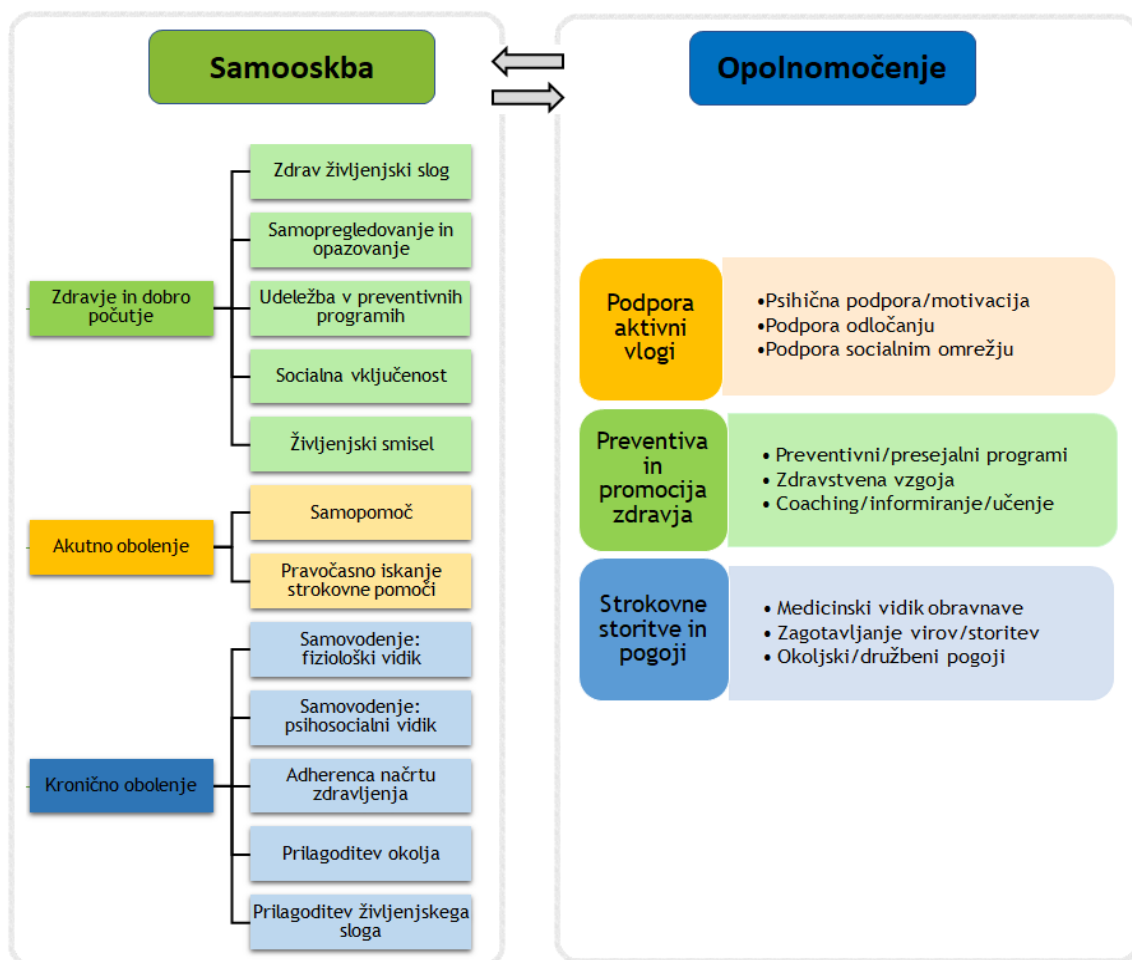 Samooskba
Zdravje in dobro
počutje
Zdrav življenjski slog
Samopregledovanje in
opazovanje
Udeležba v preventivnih
programih
Socialna vključenost
Življenjski smisel
Akutno obolenje
Samopomoč
Pravočasno iskanje
strokovne pomoči
Kronično obolenje
Samovodenje:
fiziološki vidik
Samovodenje:
psihosocialni vidik
Adherenca načrtu
zdravljenja
Prilagoditev okolja
Prilagoditev življenjskega
sloga
Opolnomočenje
Podpora
aktivni
vlogi
•Psihična podpora/motivacija
•Podpora odločanju
•Podpora socialnim omrežju
Preventiva
in
promocija
zdravja
• Preventivni/presejalni programi
• Zdravstvena vzgoja
• Coaching/informiranje/učenje
Strokovne
storitve in
pogoji
• Medicinski vidik obravnave
• Zagotavljanje virov/storitev
• Okoljski/družbeni pogoji